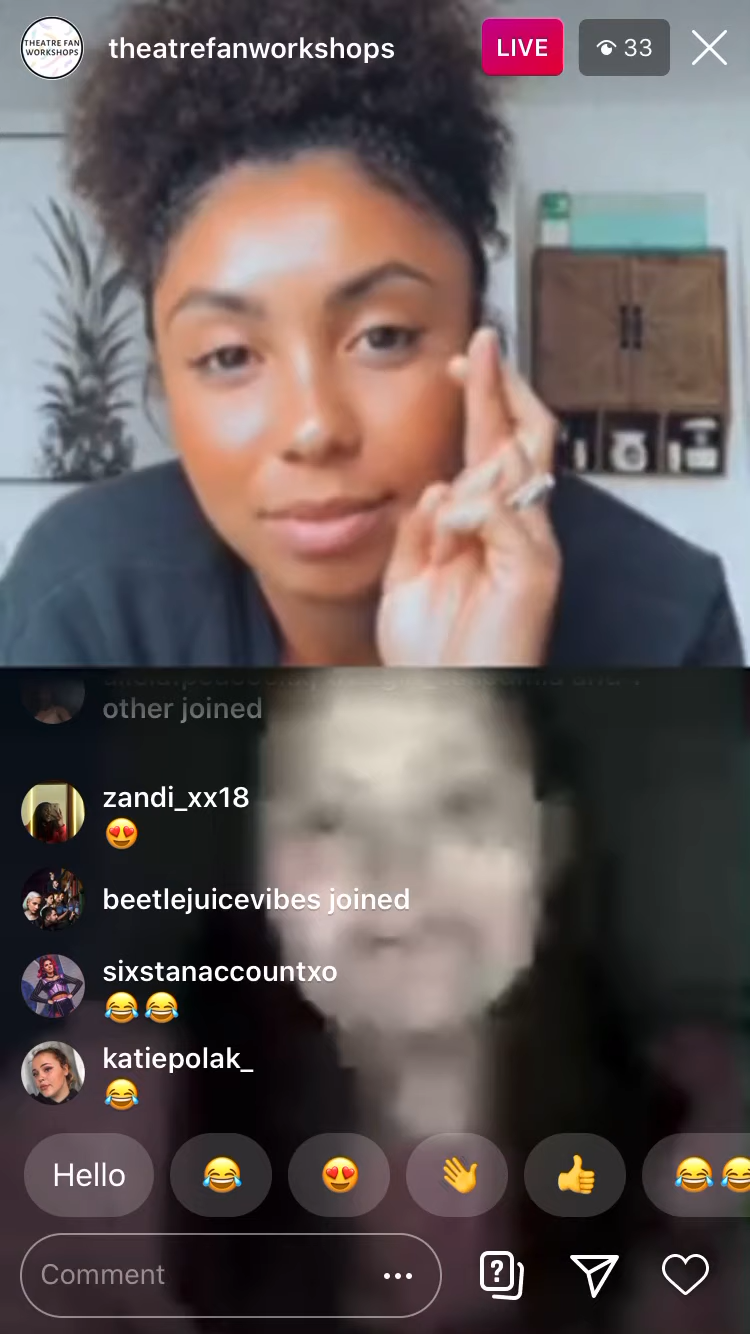 THEATRE FAN
WORKSHOPS
theatrefanworkshops
LIVE
33
other joined
zandi_xx18
😍
beetlejuicevibes joined
sixstanaccountxo
😂😂
katiepolak_
😂
Hello 😂 😍 👋 👍 😂😂
Comment